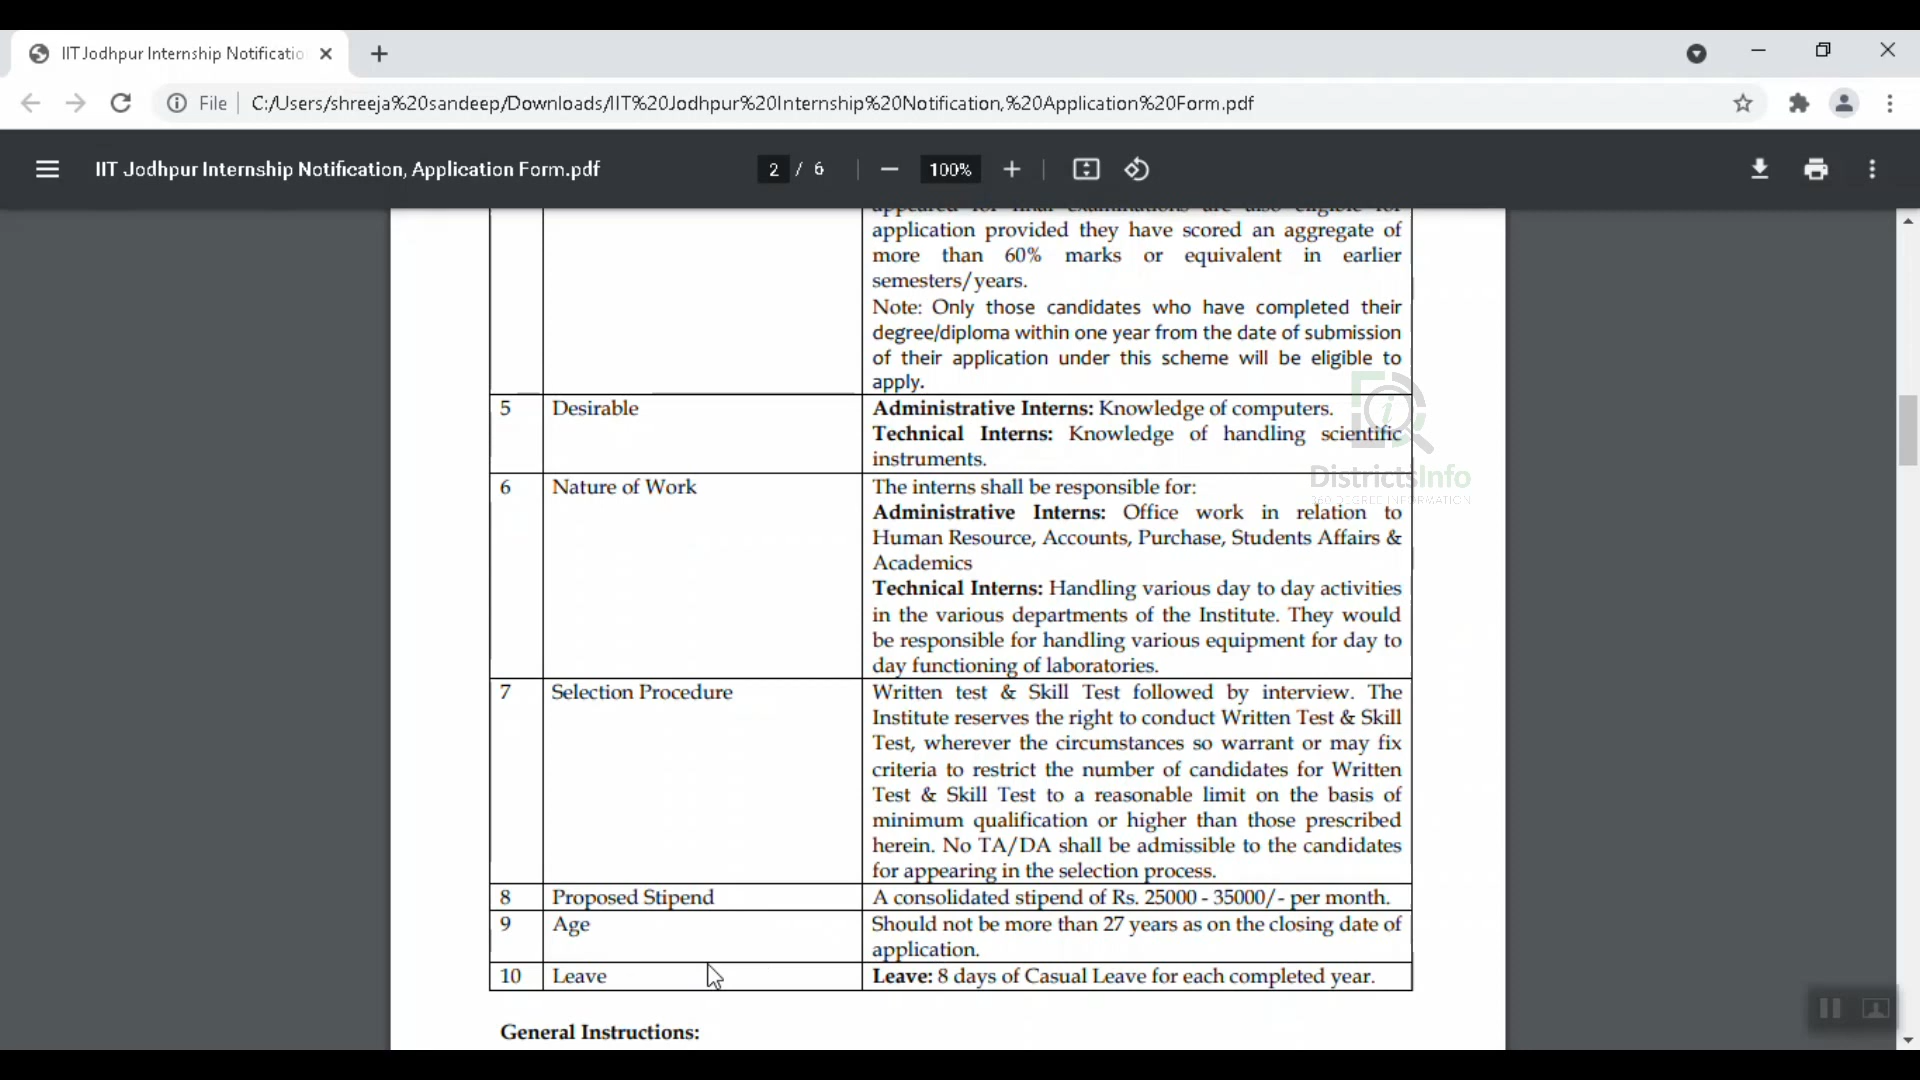 IIT Jodhpur Internship Notificatio
File
C:/Users/shreeja%20sandeep/Downloads/IIT%20Jodhpur%20Internship%20Notification,%20Application%20Form.pdf
IIT Jodhpur Internship Notification, Application Form.pdf
2 / 6
100%
appeared for final examinations are also eligible for
application provided they have scored an aggregate of
more than 60% marks or equivalent in earlier
semesters/years.
Note: Only those candidates who have completed their
degree/diploma within one year from the date of submission
of their application under this scheme will be eligible to
apply.
5 Desirable
Administrative Interns: Knowledge of computers.
Technical Interns: Knowledge of handling scientific
instruments.
DistrictsInfo
360 DEGREE INFORMATION
6 Nature of Work
The interns shall be responsible for:
Administrative Interns: Office work in relation to
Human Resource, Accounts, Purchase, Students Affairs &
Academics
Technical Interns: Handling various day to day activities
in the various departments of the Institute. They would
be responsible for handling various equipment for day to
day functioning of laboratories.
7 Selection Procedure
Written test & Skill Test followed by interview. The
Institute reserves the right to conduct Written Test & Skill
Test, wherever the circumstances so warrant or may fix
criteria to restrict the number of candidates for Written
Test & Skill Test to a reasonable limit on the basis of
minimum qualification or higher than those prescribed
herein. No TA/DA shall be admissible to the candidates
for appearing in the selection process.
8 Proposed Stipend
A consolidated stipend of Rs. 25000 - 35000/- per month.
9 Age
Should not be more than 27 years as on the closing date of
application.
10 Leave
Leave: 8 days of Casual Leave for each completed year.
General Instructions: